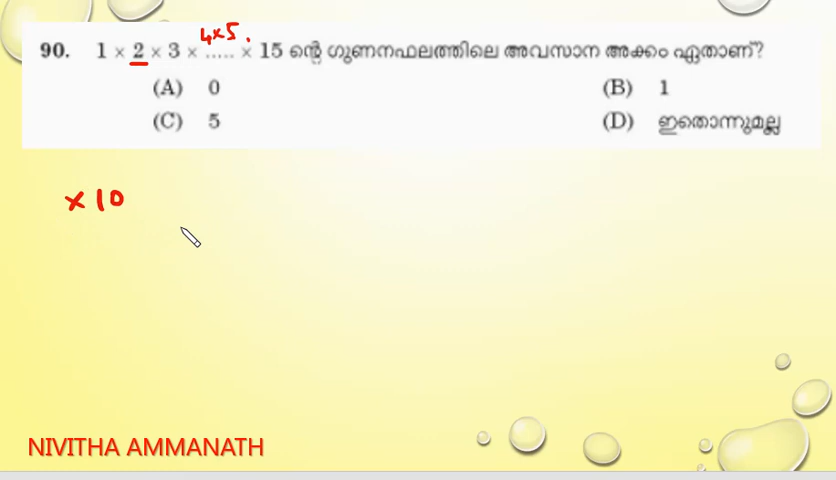 4×5.
90. 1 × 2 × 3 × ..... × 15 ന്റെ ഗുണനഫലത്തിലെ അവസാന അക്കം ഏതാണ്?
(A) 0 (B) 1
(C) 5 (D) ഇതൊന്നുമല്ല
× 10
NIVITHA AMMANATH